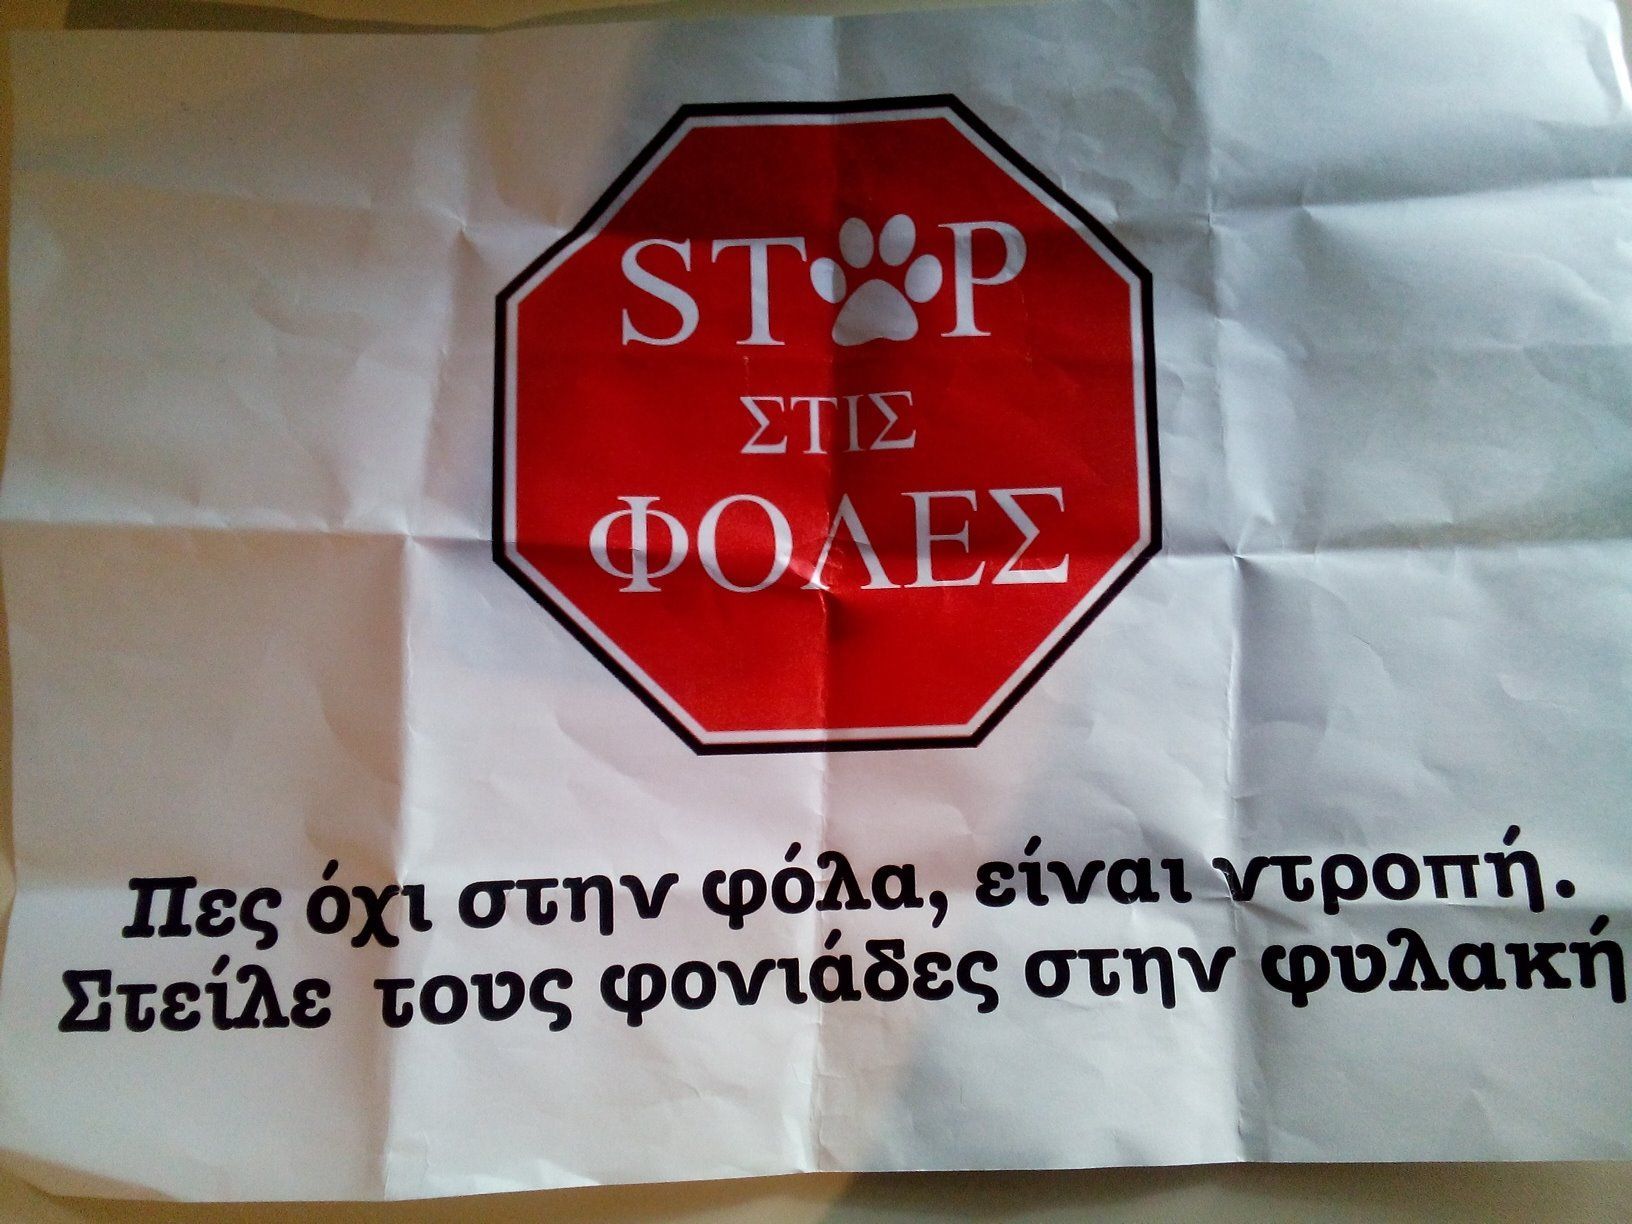 STOP
ΣΤΙΣ
ΦΟΛΕΣ
Πες όχι στην φόλα, είναι ντροπή.
Στείλε τους φονιάδες στην φυλακή